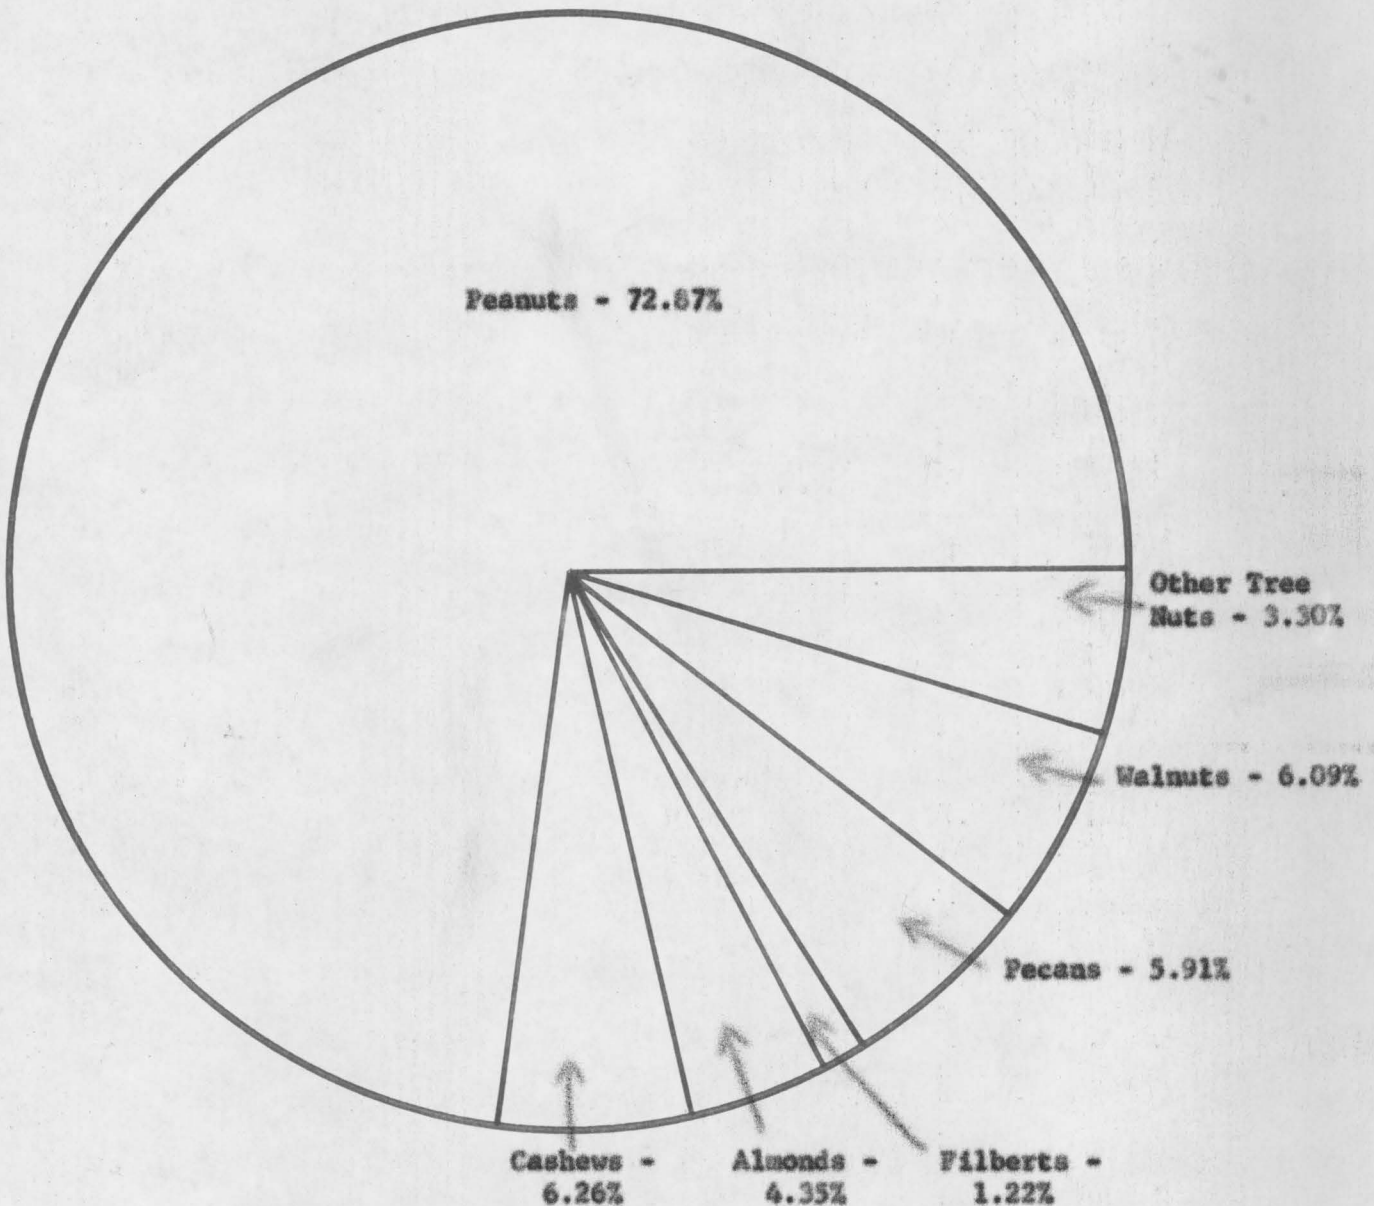 Peanuts - 72.87%
Other Tree
Nuts - 3.30%
Walnuts - 6.09%
Pecans - 5.91%
Cashews -
6.26%
Almonds -
4.35%
Filberts -
1.22%